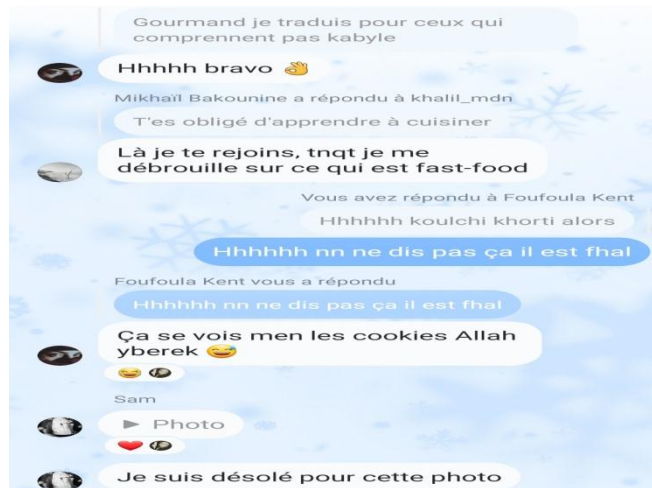 Gourmand je traduis pour ceux qui
comprennent pas kabyle
Hhhhh bravo 👌
Mikhaïl Bakounine a répondu à khalil_mdn
T'es obligé d'apprendre à cuisiner
Là je te rejoins, tnqt je me
débrouille sur ce qui est fast-food
Vous avez répondu à Foufoula Kent
Hhhhhh koulchi khorti alors
Hhhhhh nn ne dis pas ça il est fhal
Foufoula Kent vous a répondu
Hhhhhh nn ne dis pas ça il est fhal
Ça se vois men les cookies Allah
yberek 😅
Sam
▶ Photo
Je suis désolé pour cette photo